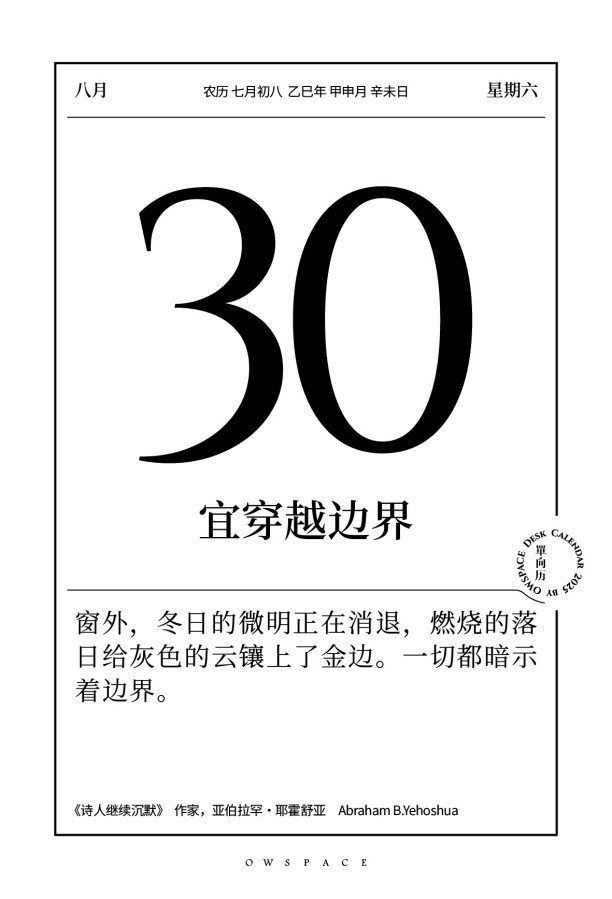 八月
农历 七月初八 乙巳年 甲申月 辛未日
星期六
30
宜穿越边界
OWSPACE DESK CALENDAR 2025 BY
單向历
窗外，冬日的微明正在消退，燃烧的落
日给灰色的云镶上了金边。一切都暗示
着边界。
《诗人继续沉默》 作家，亚伯拉罕·耶霍舒亚 Abraham B.Yehoshua
OWSPACE